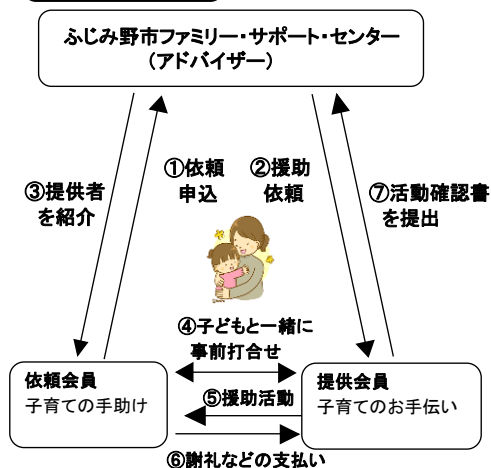 ふじみ野市ファミリー・サポート・センター
（アドバイザー）
①依頼
申込
②援助
依頼
③提供者
を紹介
⑦活動確認書
を提出
④子どもと一緒に
事前打合せ
依頼会員
子育ての手助け
⑤援助活動
提供会員
子育てのお手伝い
⑥謝礼などの支払い